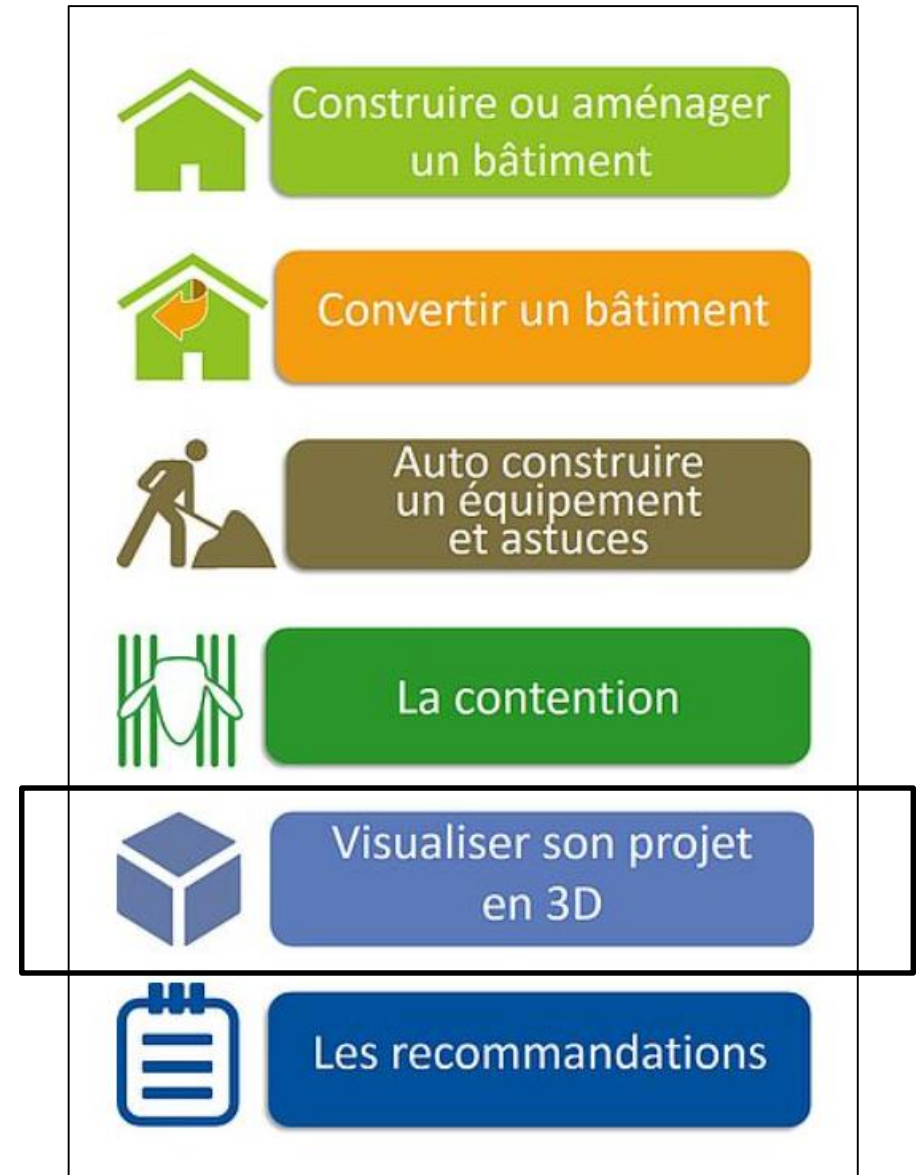 Construire ou aménager
un bâtiment
Convertir un bâtiment
Auto construire
un équipement
et astuces
La contention
Visualiser son projet
en 3D
Les recommandations